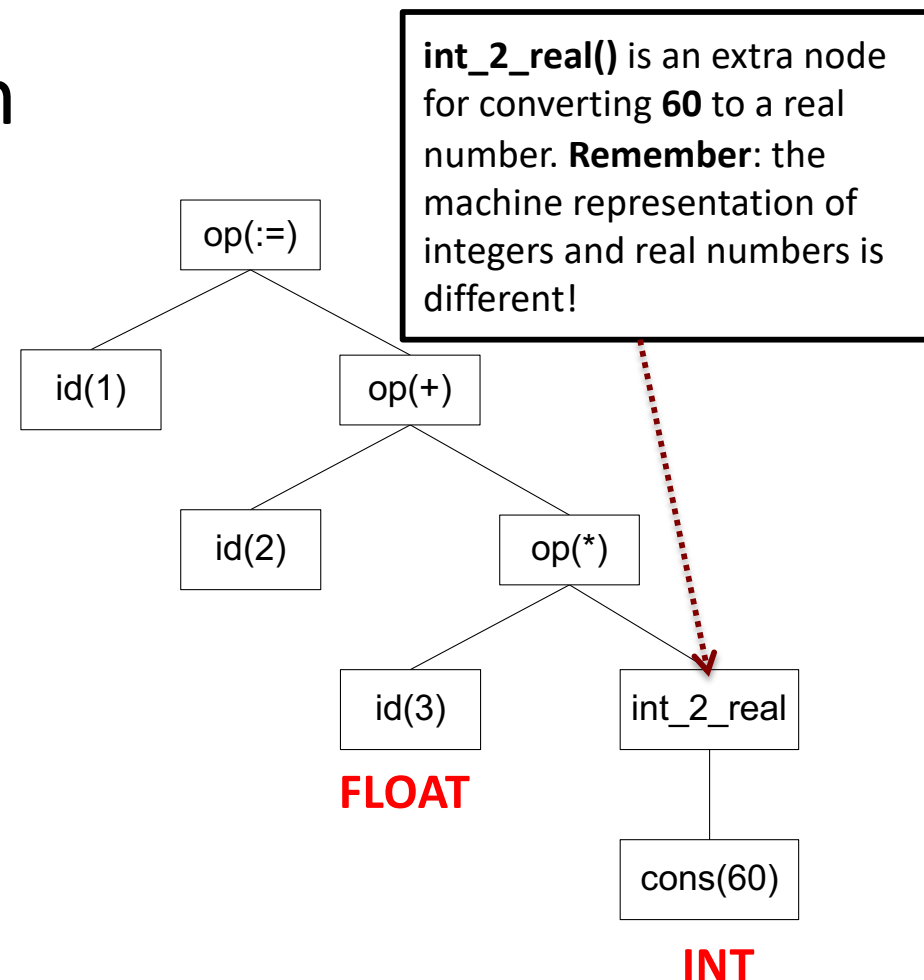 n
int_2_real() is an extra node
for converting 60 to a real
number. Remember: the
machine representation of
integers and real numbers is
different!
op(:=)
id(1)
op(+)
id(2)
op(*)
id(3)
int_2_real
FLOAT
cons(60)
INT